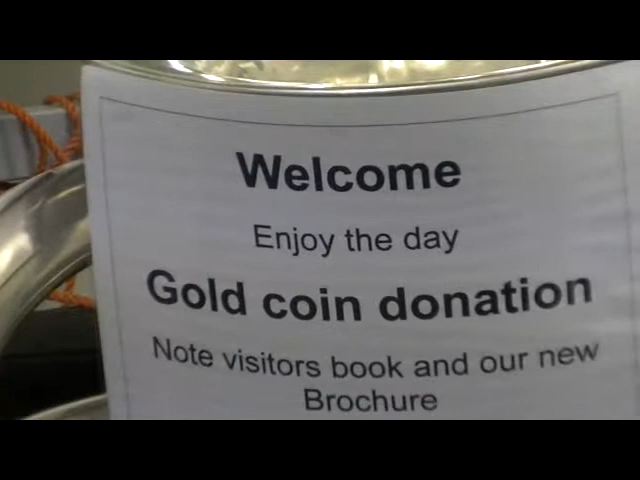 Welcome
Enjoy the day
Gold coin donation
Note visitors book and our new
Brochure